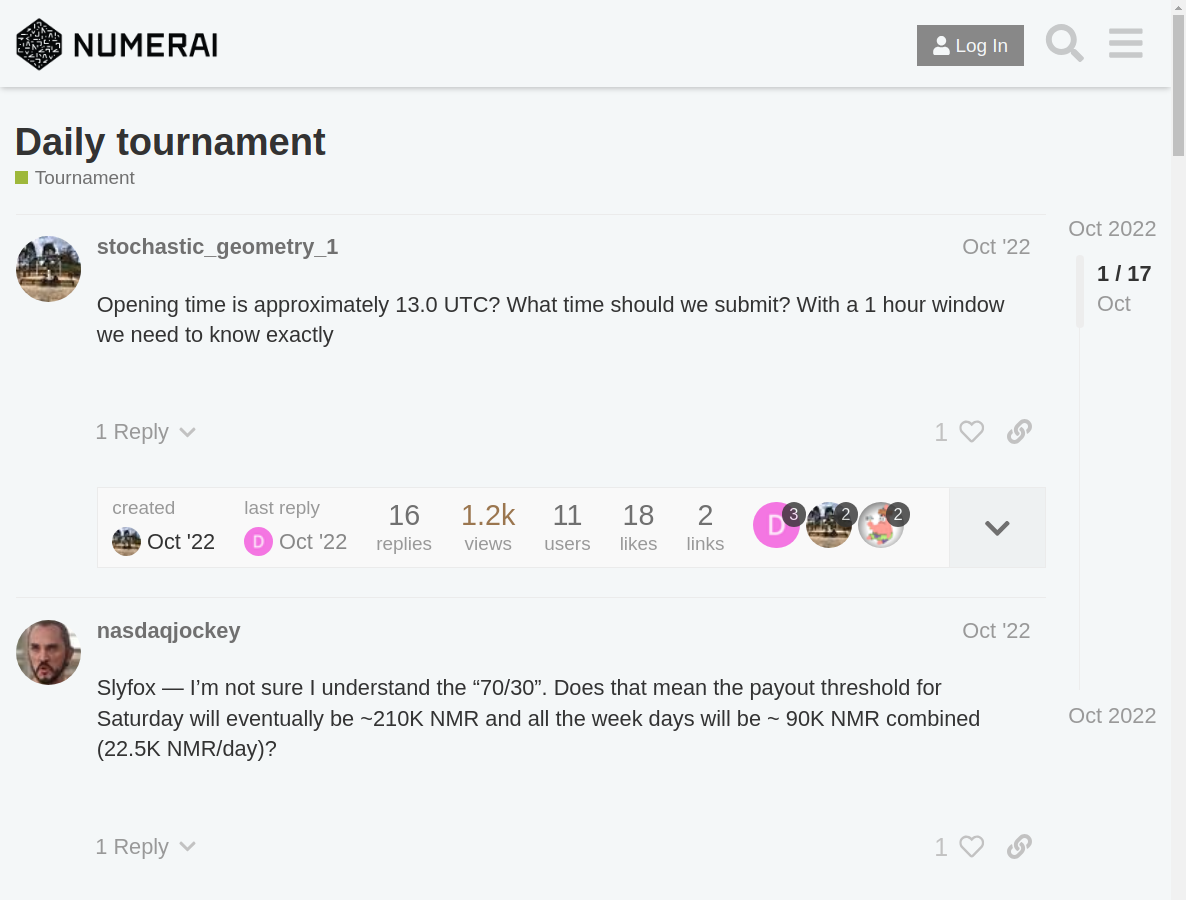 NUMERAI
Log In
Daily tournament
Tournament
stochastic_geometry_1
Oct '22
Opening time is approximately 13.0 UTC? What time should we submit? With a 1 hour window
we need to know exactly
1 Reply
1
created
Oct '22
last reply
D
Oct '22
16
replies
1.2k
views
11
users
18
likes
2
links
D
3
2
2
nasdaqjockey
Oct '22
Slyfox — I’m not sure I understand the “70/30”. Does that mean the payout threshold for
Saturday will eventually be ~210K NMR and all the week days will be ~ 90K NMR combined
(22.5K NMR/day)?
1 Reply
1
Oct 2022
1 / 17
Oct
Oct 2022